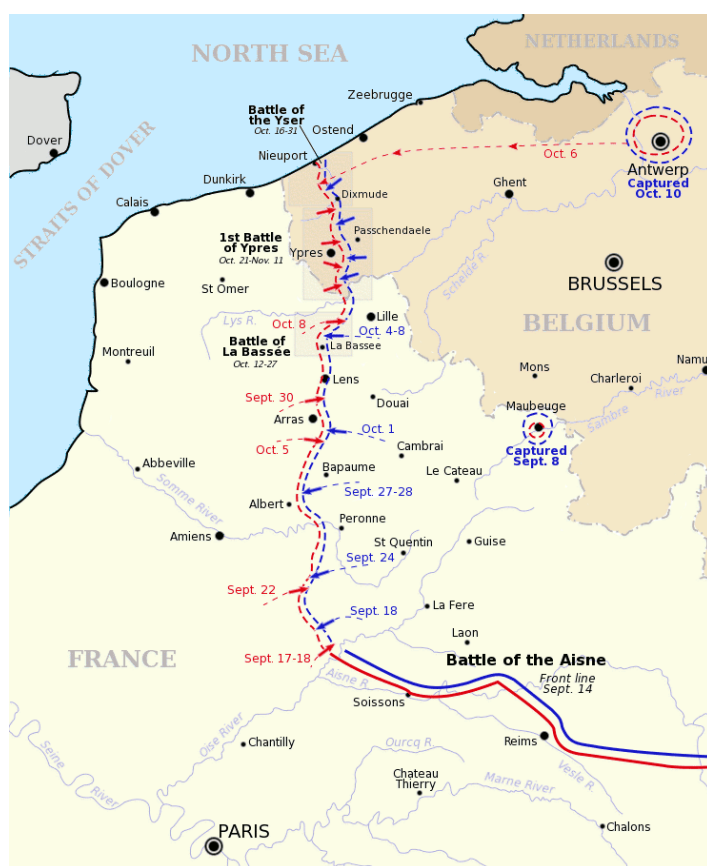 NORTH SEA
NETHERLANDS
STRAITS OF DOVER
Dover
Zeebrugge
Battle of
the Yser
Oct. 16-31
Ostend
Nieuport
Oct. 6
Antwerp
Captured
Oct. 10
Dunkirk
Calais
Dixmude
Ghent
1st Battle
of Ypres
Oct. 21-Nov. 11
Passchendaele
Ypres
Schelde R.
BRUSSELS
Boulogne
St Omer
Lys R.
Oct. 8
Lille
Oct. 4-8
BELGIUM
Battle of
La Bassée
Oct. 12-27
La Bassee
Montreuil
Lens
Mons
Charleroi
Namu
Sept. 30
Douai
Maubeuge
Sambre
River
Arras
Oct. 1
Oct. 5
Captured
Sept. 8
Cambrai
Abbeville
Bapaume
Le Cateau
Somme River
Sept. 27-28
Albert
Peronne
Amiens
St Quentin
Guise
Sept. 24
Sept. 22
Sept. 18
La Fere
Laon
FRANCE
Sept. 17-18
Battle of the Aisne
Front line
Sept. 14
Aisne R.
Soissons
Oise River
Chantilly
Ourcq R.
Reims
Vesle R.
Seine
River
Chateau
Thierry
Marne River
PARIS
Chalons